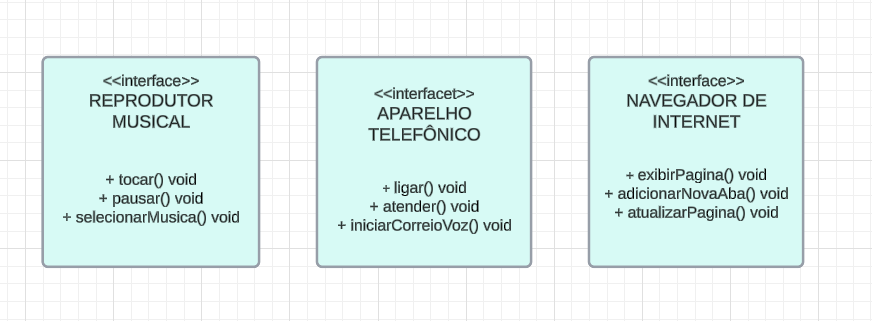 <<interface>>
REPRODUTOR
MUSICAL
+ tocar() void
+ pausar() void
+ selecionarMusica() void
<<interfacet>>
APARELHO
TELEFÔNICO
+ ligar() void
+ atender() void
+ iniciarCorreioVoz() void
<<interface>>
NAVEGADOR DE
INTERNET
+ exibirPagina() void
+ adicionarNovaAba() void
+ atualizarPagina() void